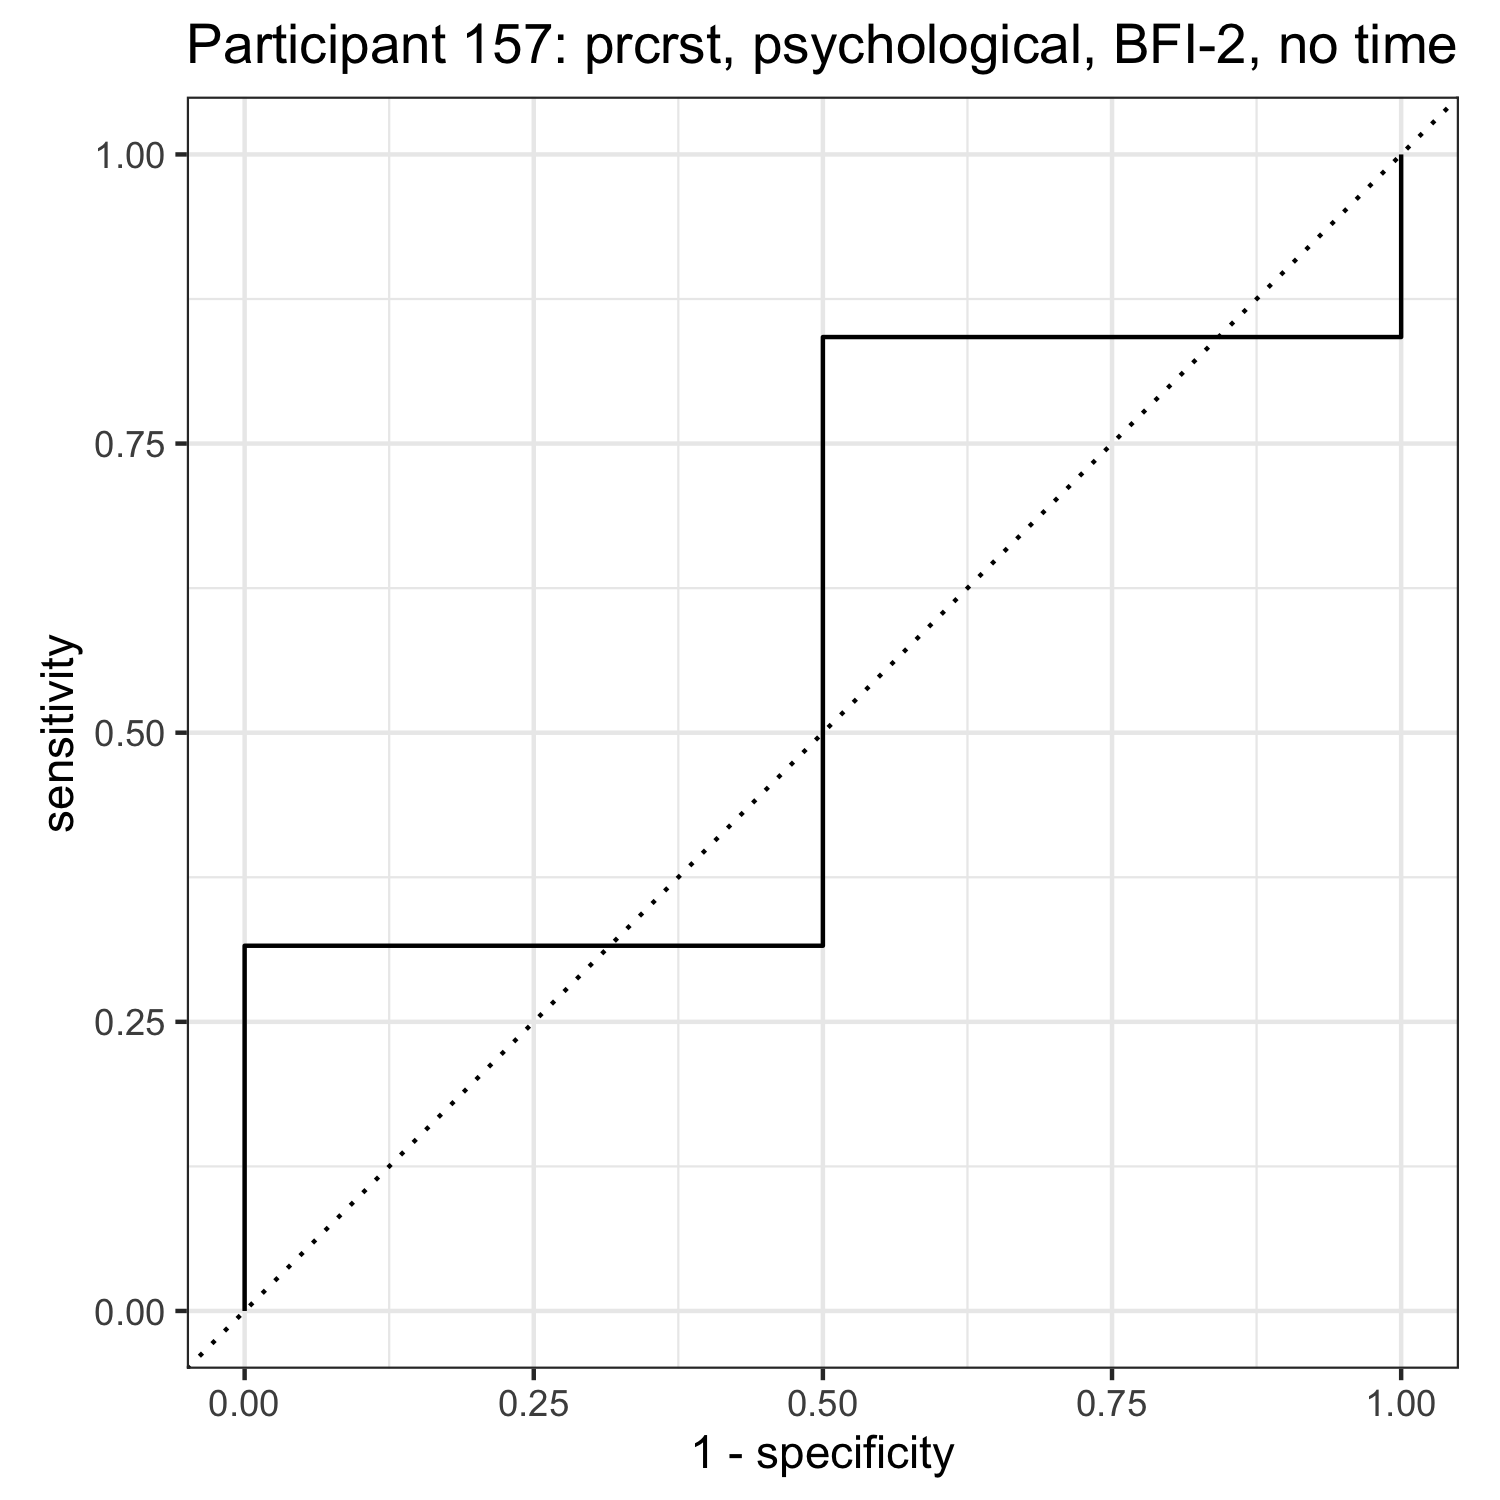 Participant 157: prcrst, psychological, BFI-2, no time
1.00
0.75
0.50
0.25
0.00
sensitivity
0.00 0.25 0.50 0.75 1.00
1 - specificity